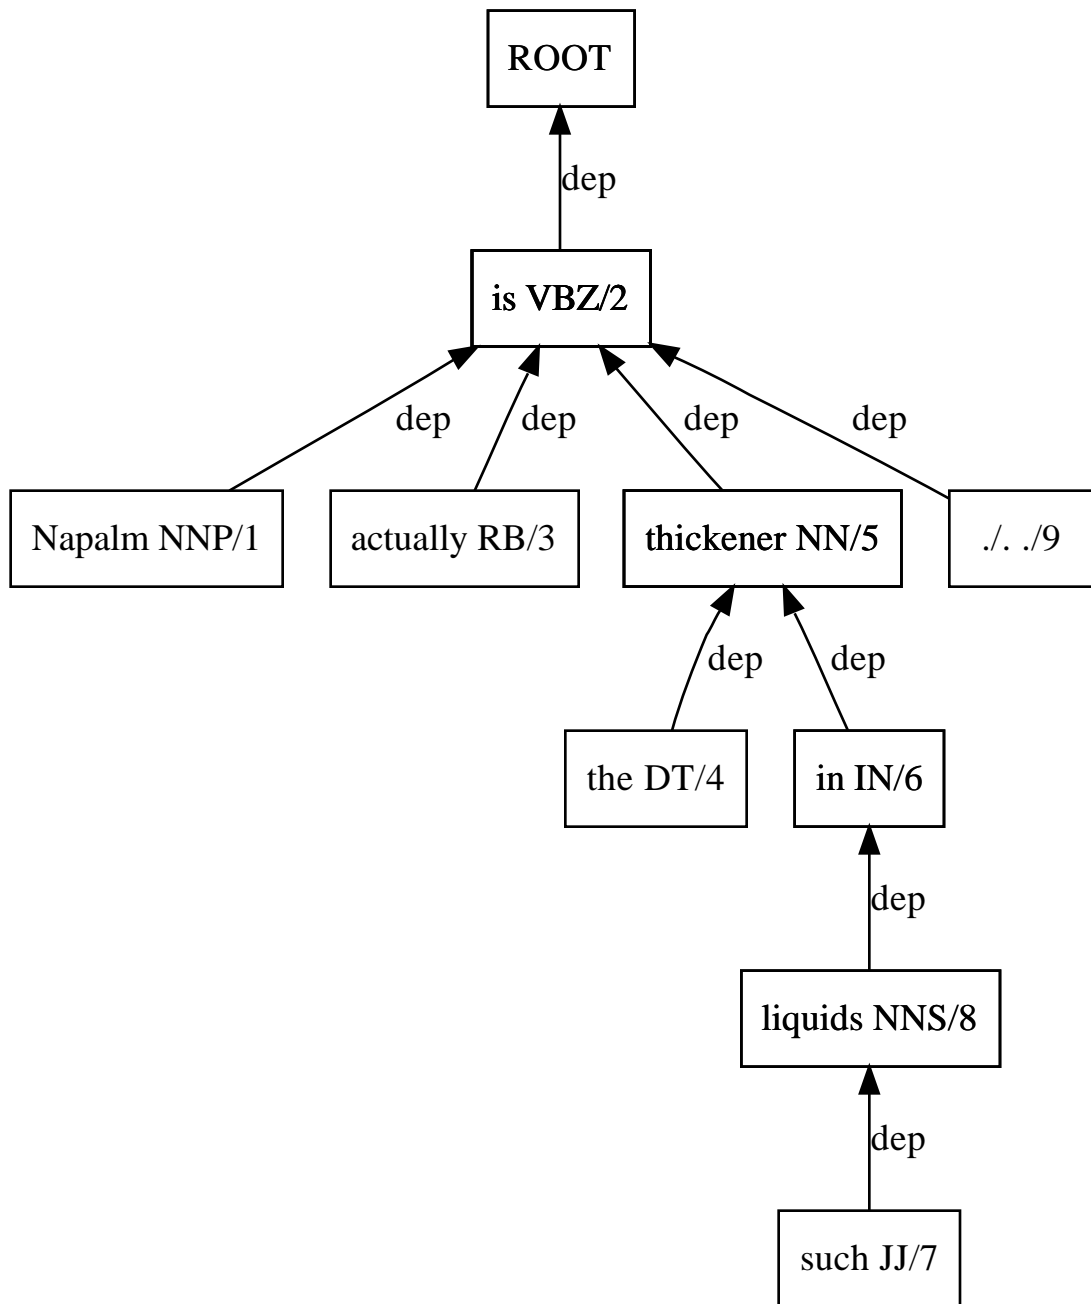 ROOT
dep
is VBZ/2
dep dep dep dep
Napalm NNP/1 actually RB/3 thickener NN/5 ./. ./9
dep dep
the DT/4 in IN/6
dep
liquids NNS/8
dep
such JJ/7